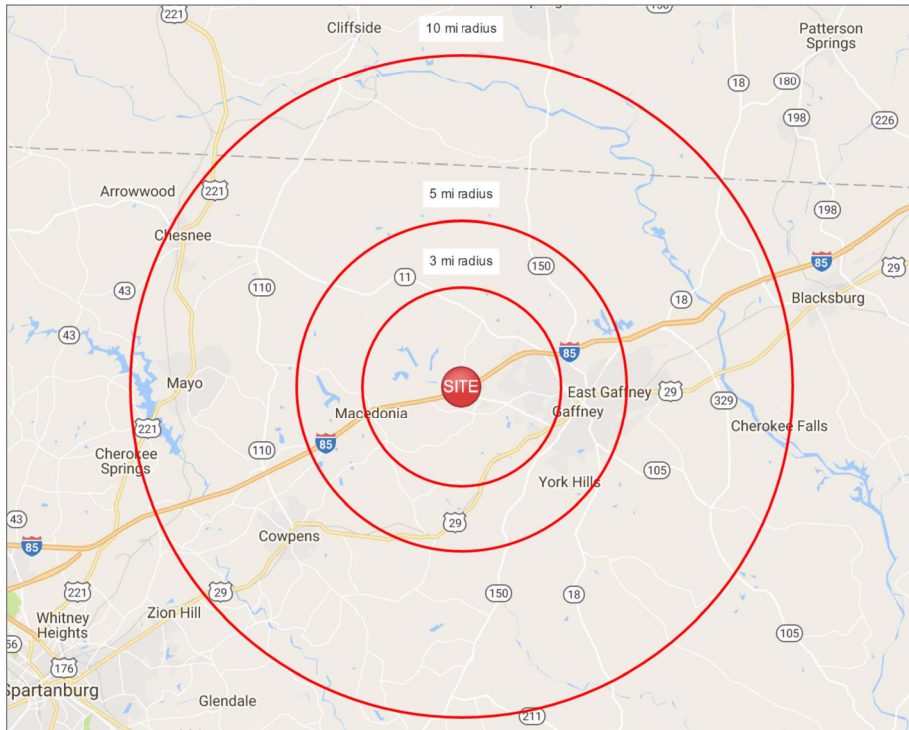 221
Cliffside
10 mi radius
Patterson
Springs
18
180
198
226
Arrowwood
221
5 mi radius
198
Chesnee
3 mi radius
150
85
29
11
110
43
18
Blacksburg
43
85
SITE
Mayo
East Gaffney
29
Macedonia
Gaffney
329
221
85
Cherokee Falls
Cherokee
Springs
110
105
York Hills
43
29
85
Cowpens
221
29
150
18
Zion Hill
Whitney
Heights
105
56
176
Spartanburg
Glendale
211